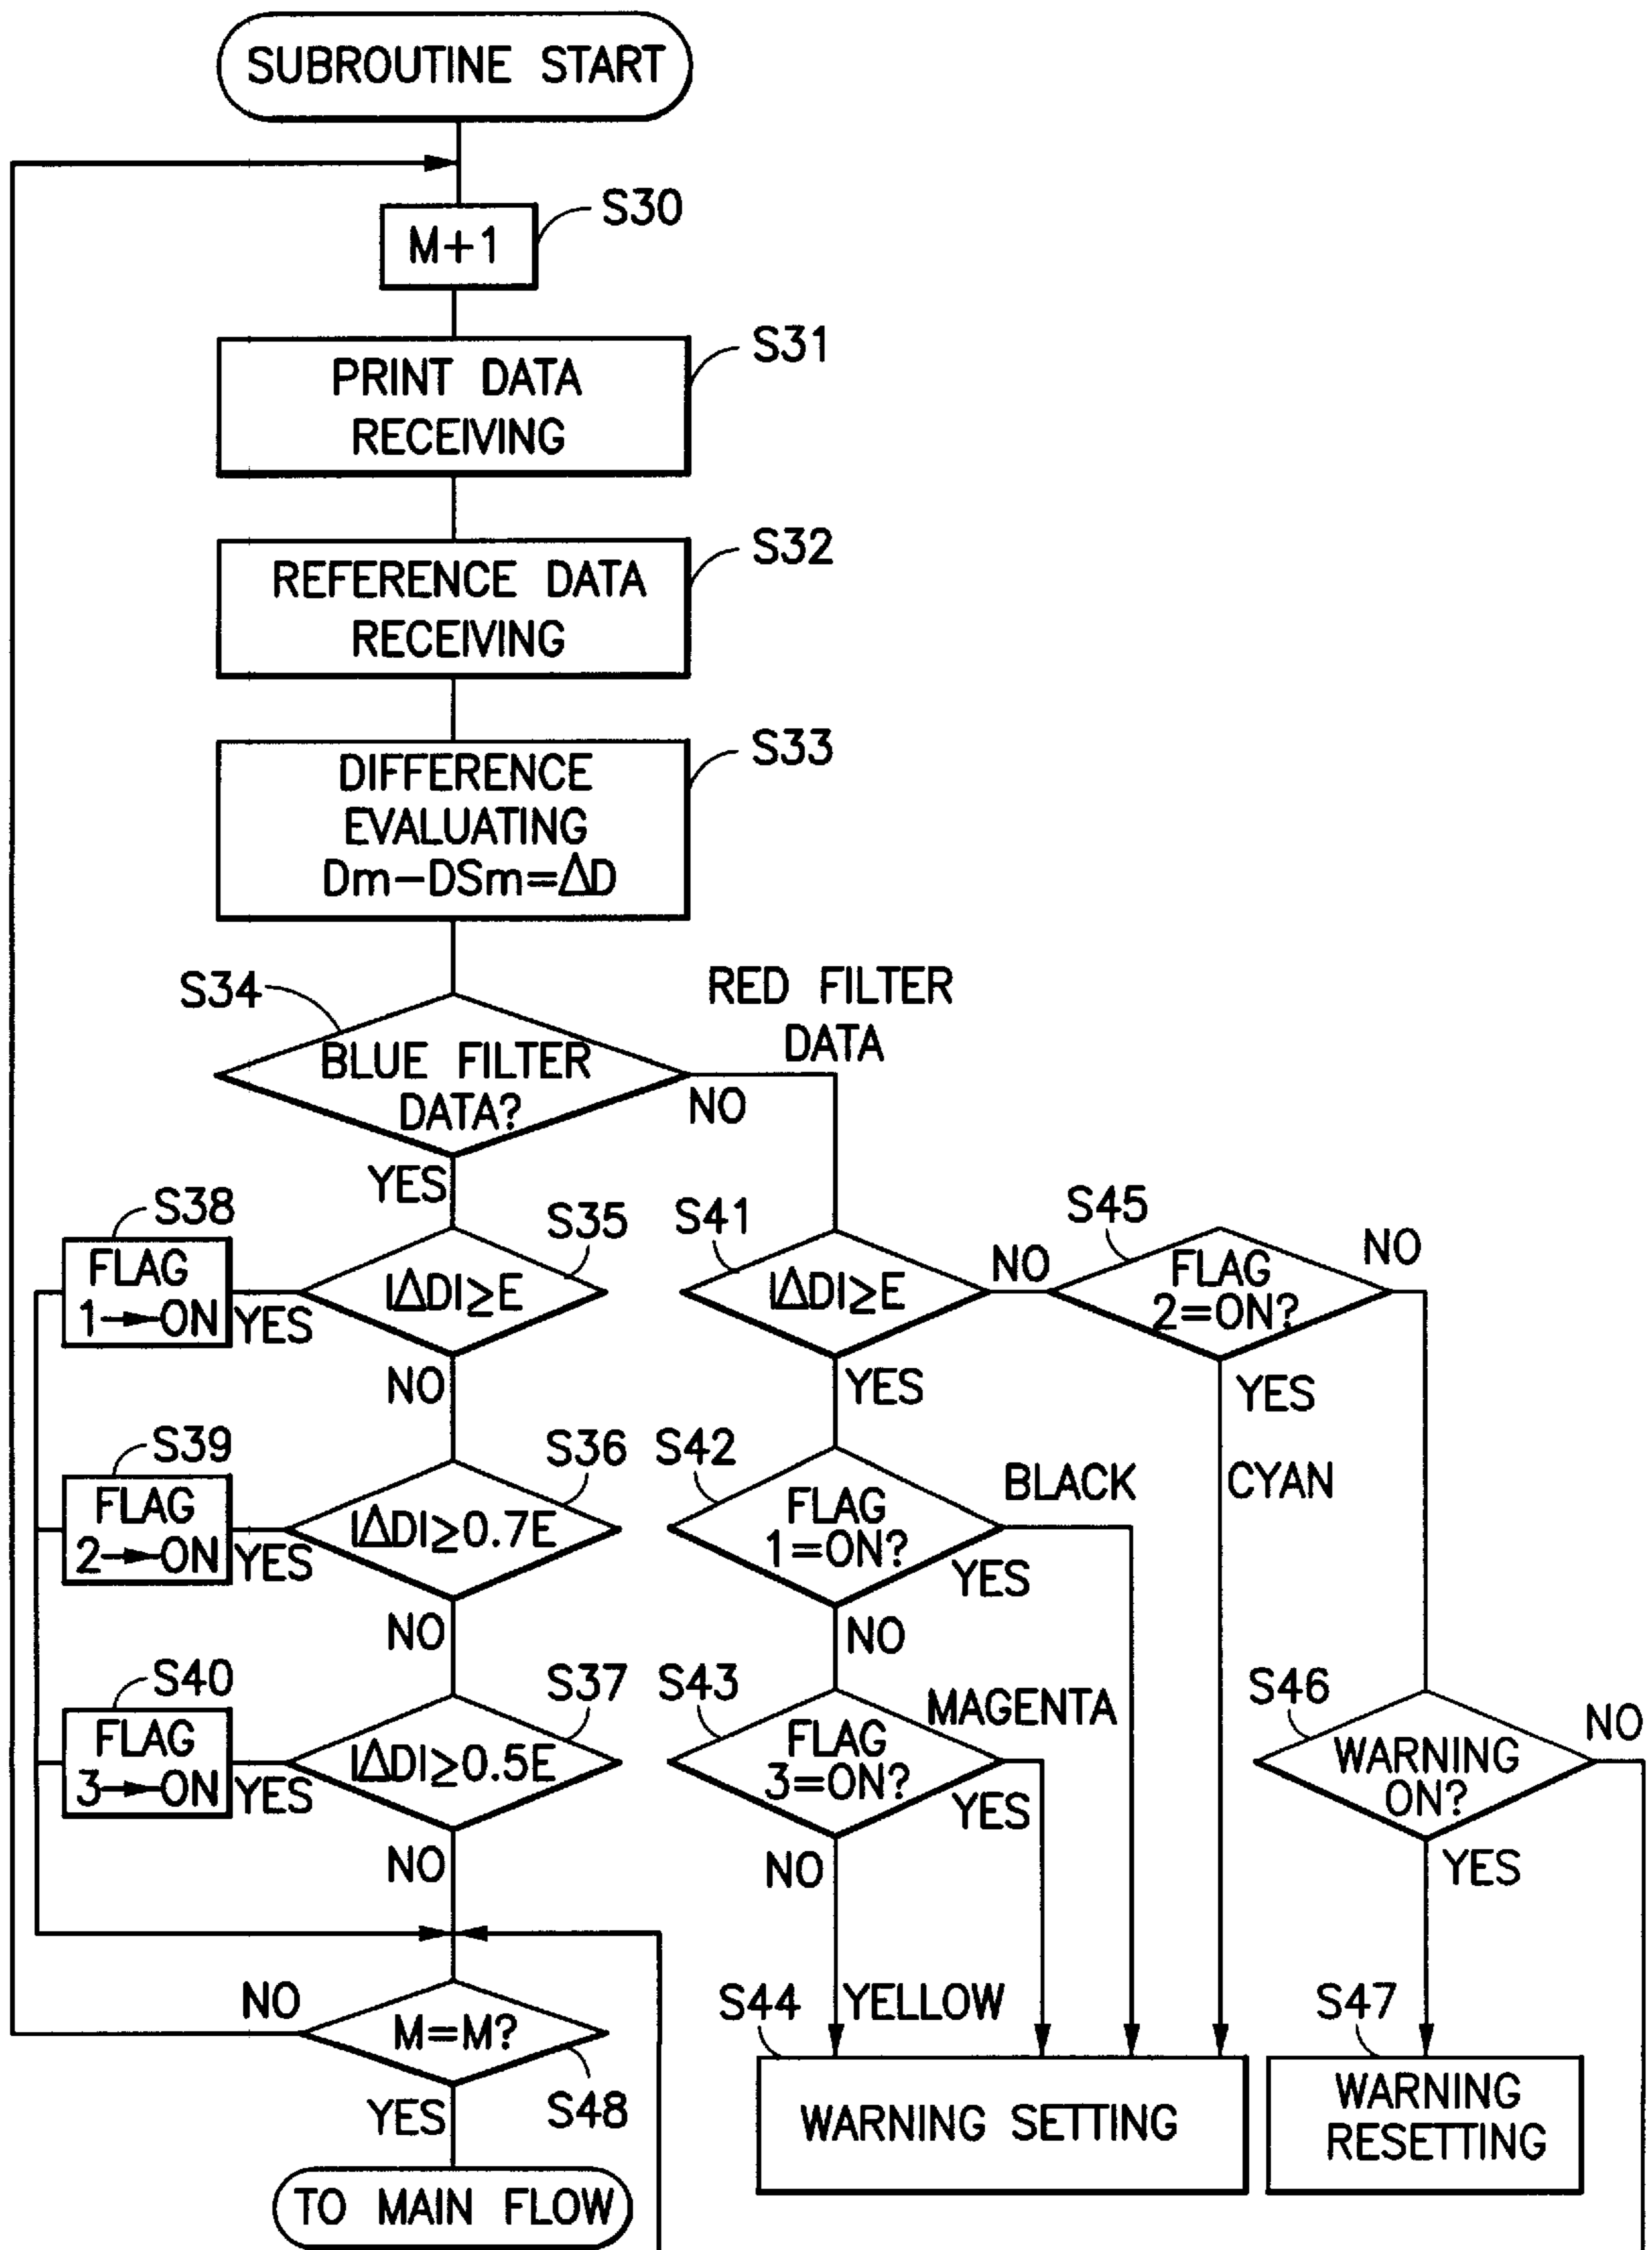 SUBROUTINE START
S30
M+1
S31
PRINT DATA
RECEIVING
S32
REFERENCE DATA
RECEIVING
S33
DIFFERENCE
EVALUATING
Dm-DSm=ΔD
S34
BLUE FILTER
DATA?
RED FILTER
DATA
NO
YES
S38
FLAG
1→ON
YES
S35
|ΔD|≥E
NO
S39
FLAG
2→ON
YES
S36
|ΔD|≥0.7E
NO
S40
FLAG
3→ON
YES
S37
|ΔD|≥0.5E
NO
S41
|ΔD|≥E
NO
YES
S45
FLAG
2=ON?
NO
YES
CYAN
S42
FLAG
1=ON?
BLACK
YES
NO
S43
FLAG
3=ON?
MAGENTA
YES
NO
YELLOW
S46
WARNING
ON?
NO
YES
S44
WARNING SETTING
S47
WARNING
RESETTING
NO
M=M?
S48
YES
TO MAIN FLOW